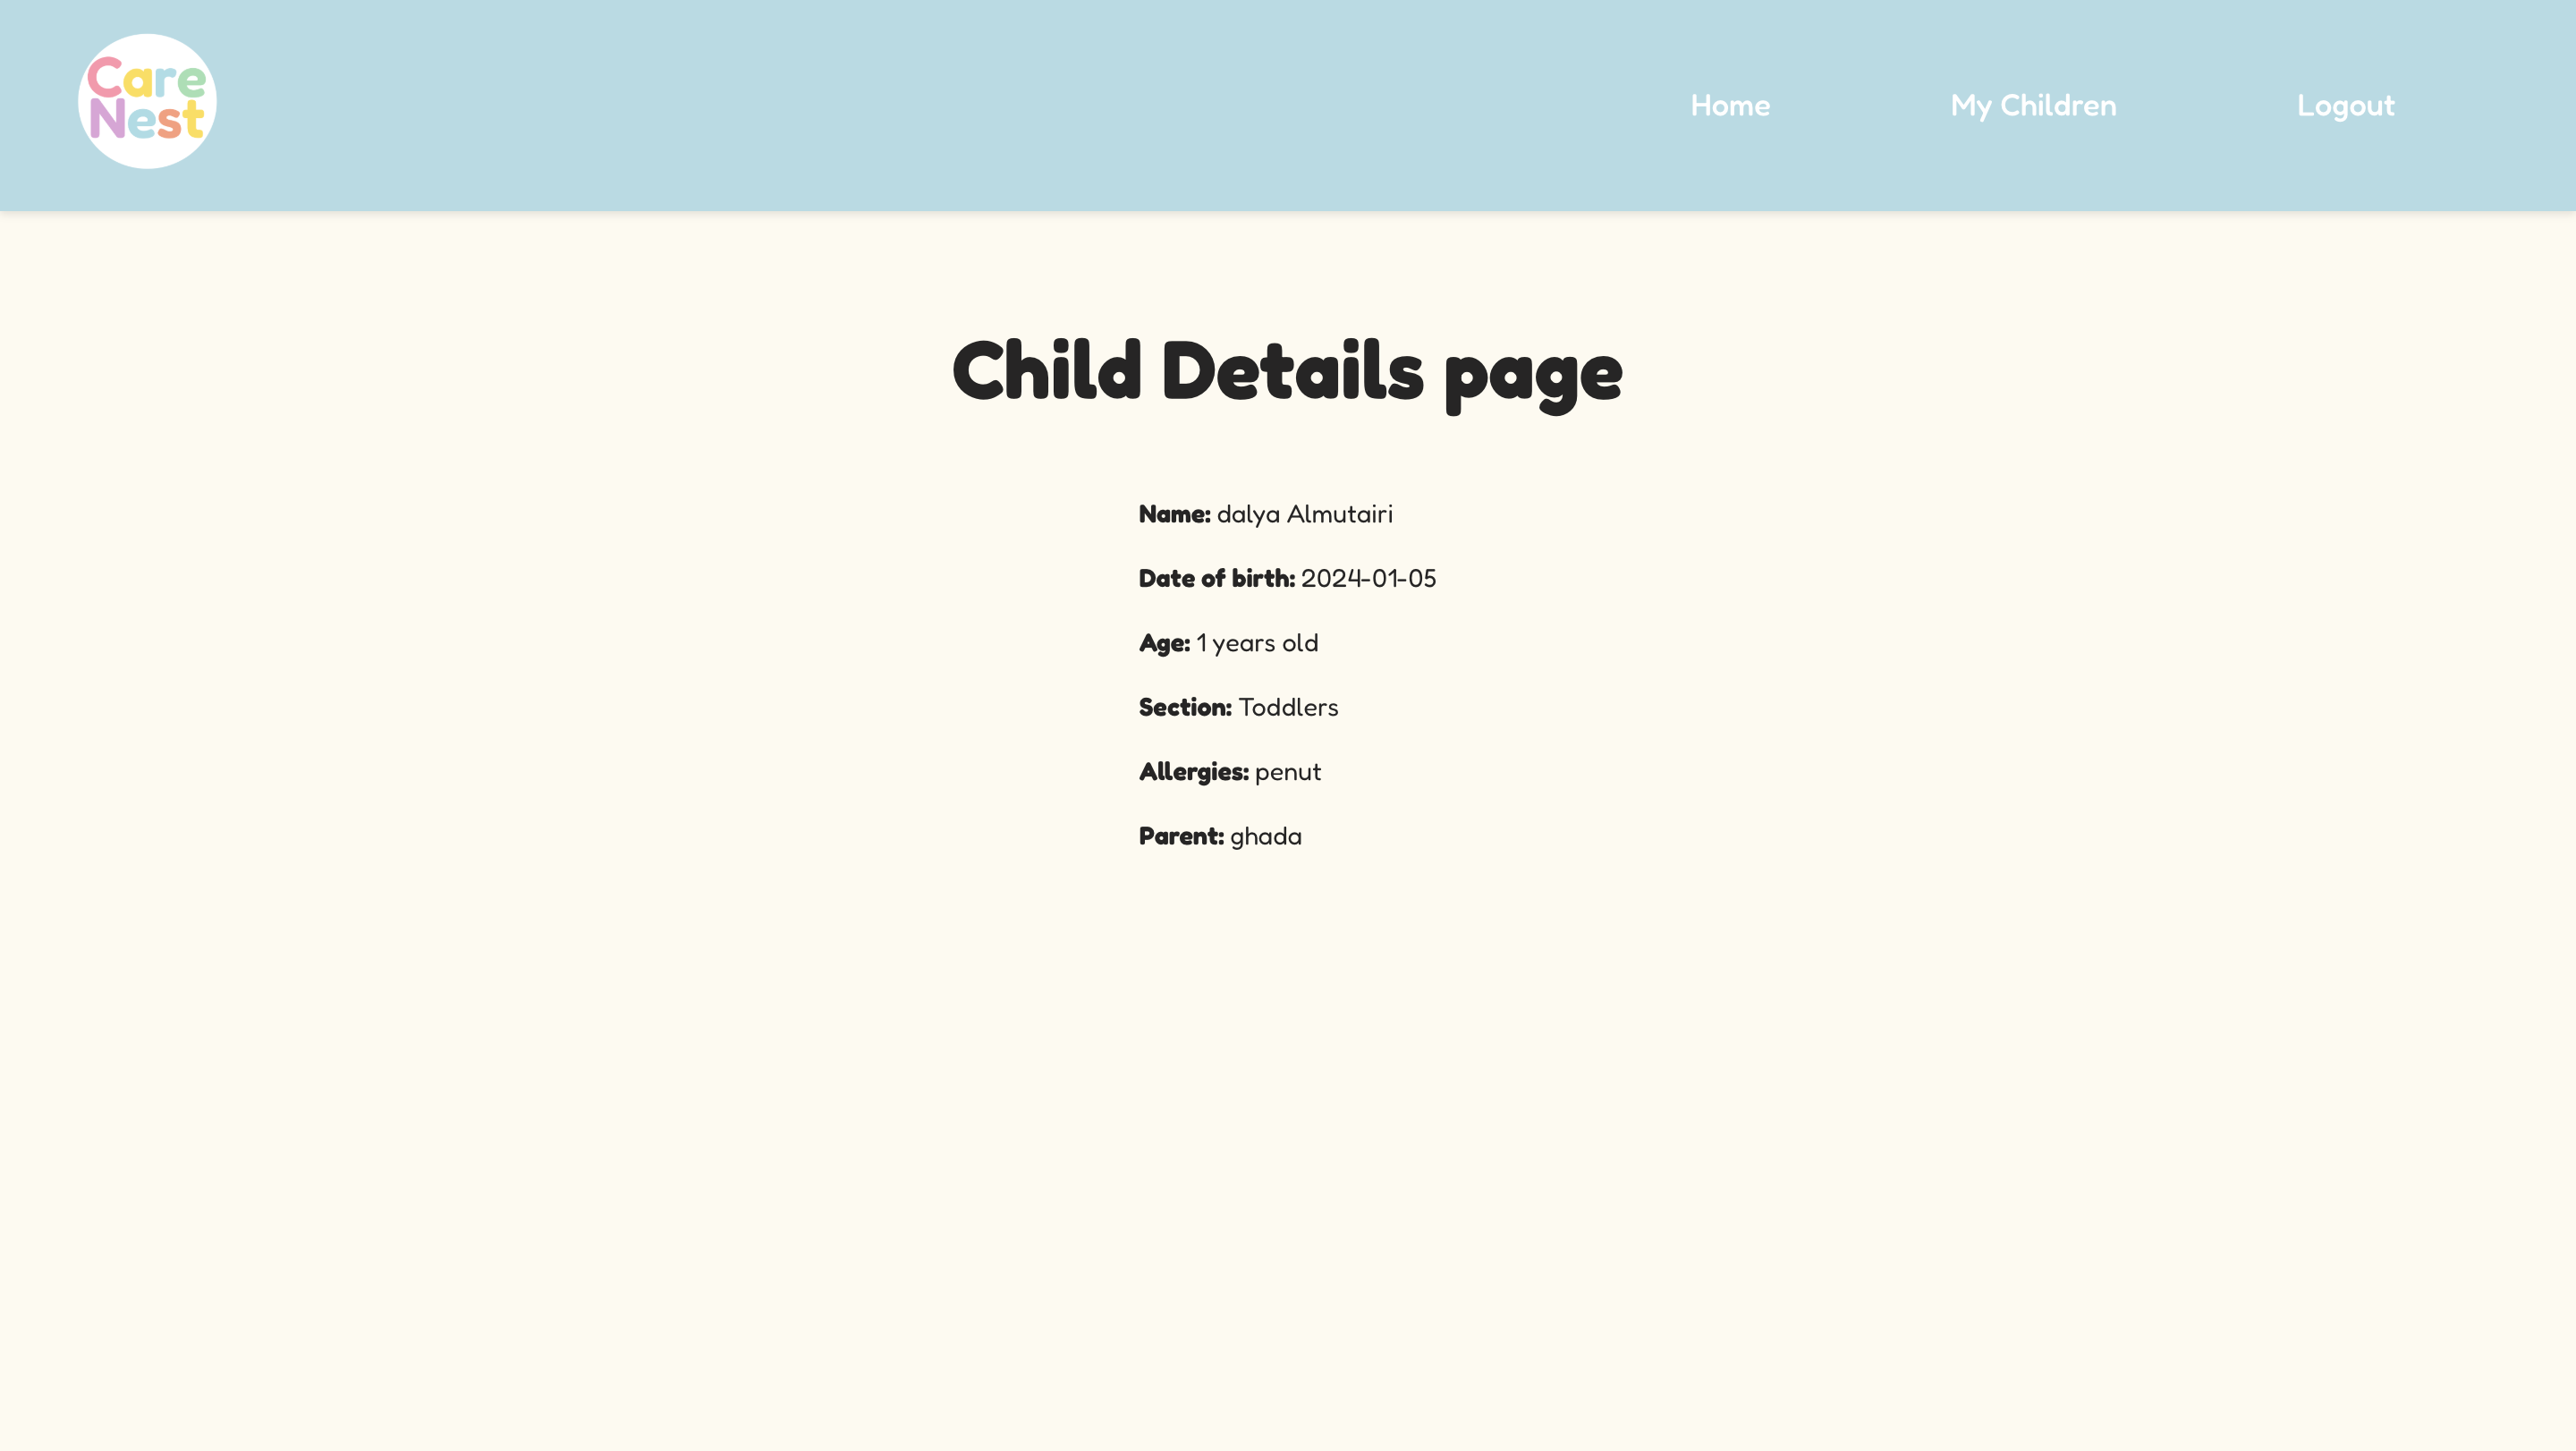 Care
Nest
Home
My Children
Logout
Child Details page
Name: dalya Almutairi
Date of birth: 2024-01-05
Age: 1 years old
Section: Toddlers
Allergies: penut
Parent: ghada